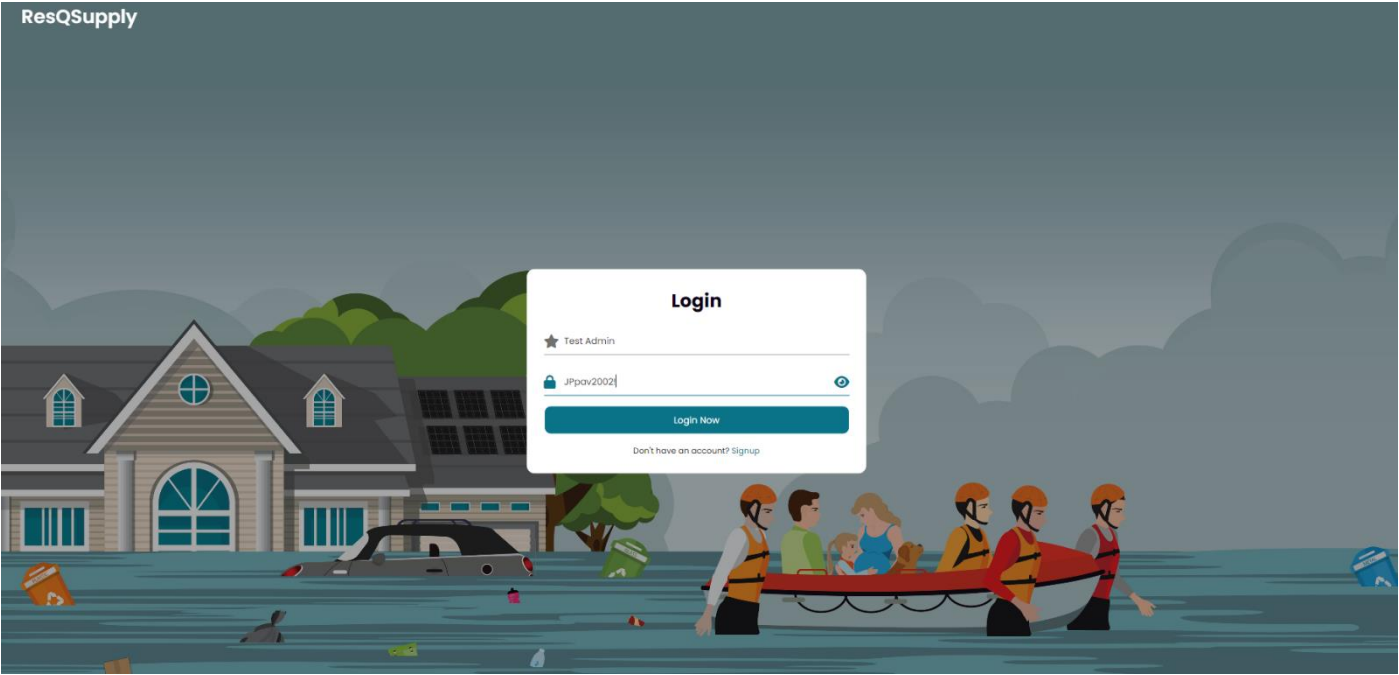 ResQSupply
Login
Test Admin
JPpav2002!
Login Now
Don't have an account? Signup